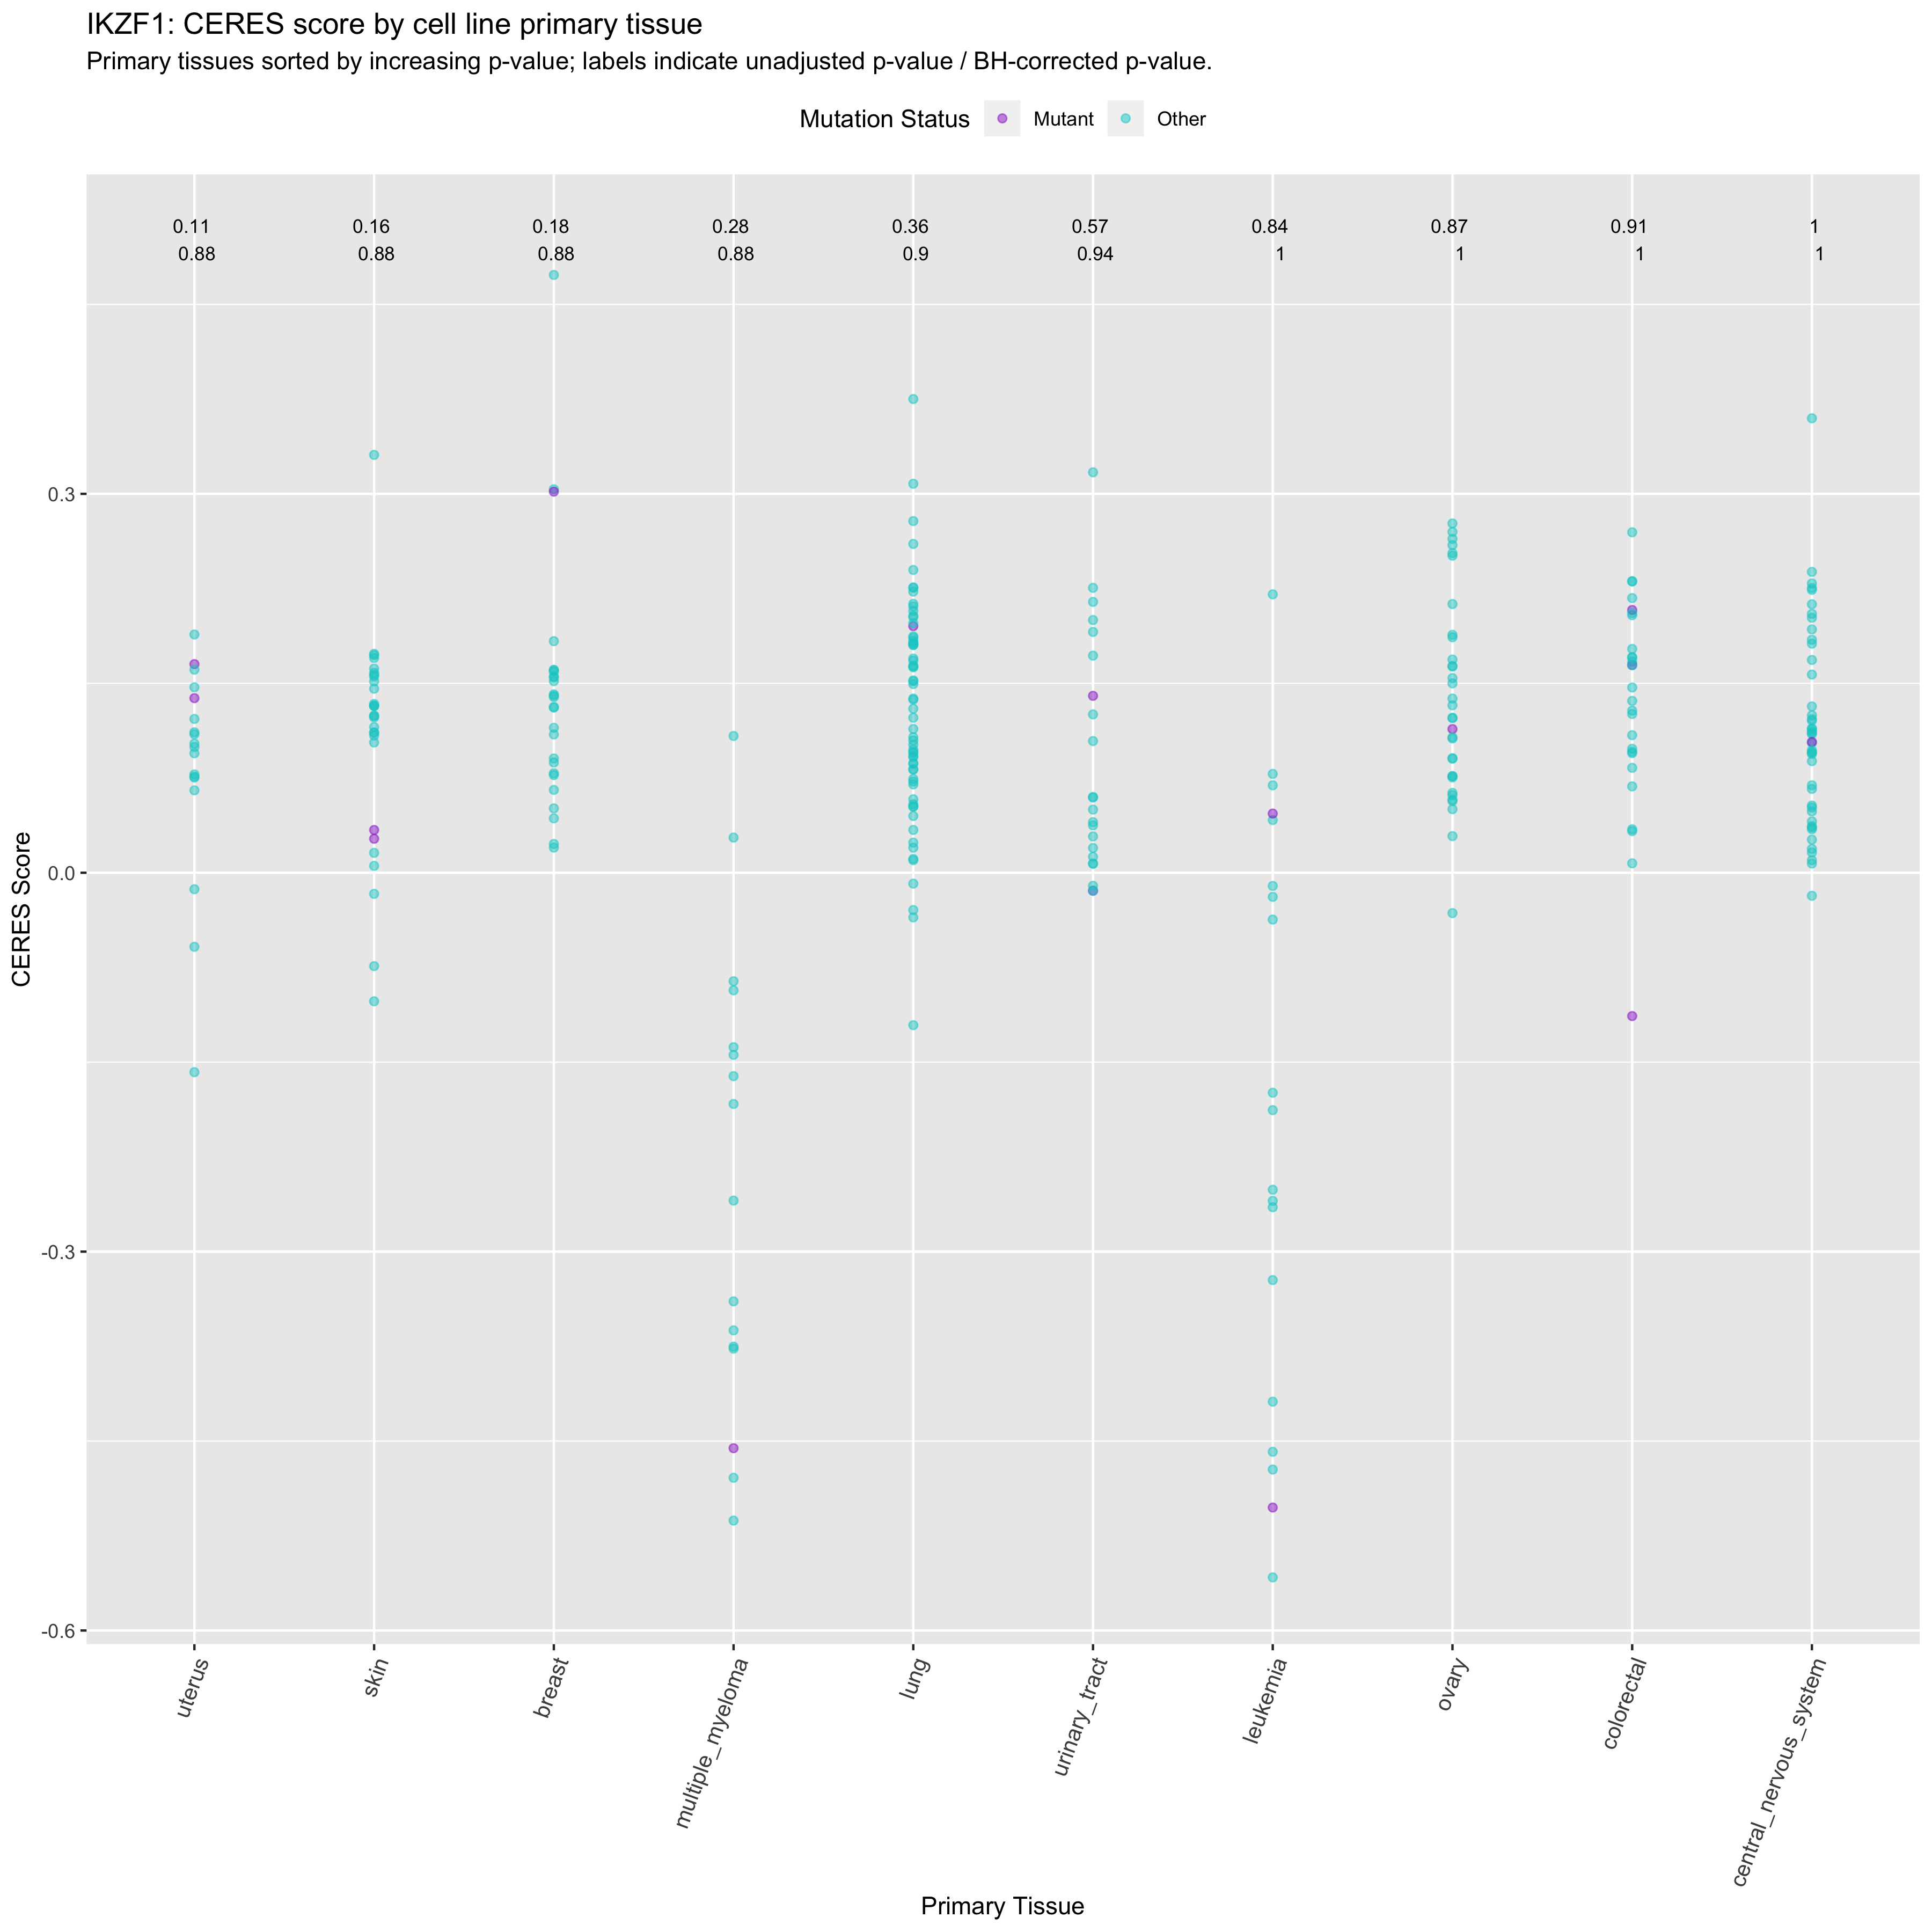 IKZF1: CERES score by cell line primary tissue
Primary tissues sorted by increasing p-value; labels indicate unadjusted p-value / BH-corrected p-value.
Mutation Status Mutant Other
0.11 0.16 0.18 0.28 0.36 0.57 0.84 0.87 0.91 1
0.88 0.88 0.88 0.88 0.9 0.94 1 1 1 1
0.3
0.0
-0.3
-0.6
CERES Score
uterus skin breast multiple_myeloma lung urinary_tract leukemia ovary colorectal central_nervous_system
Primary Tissue